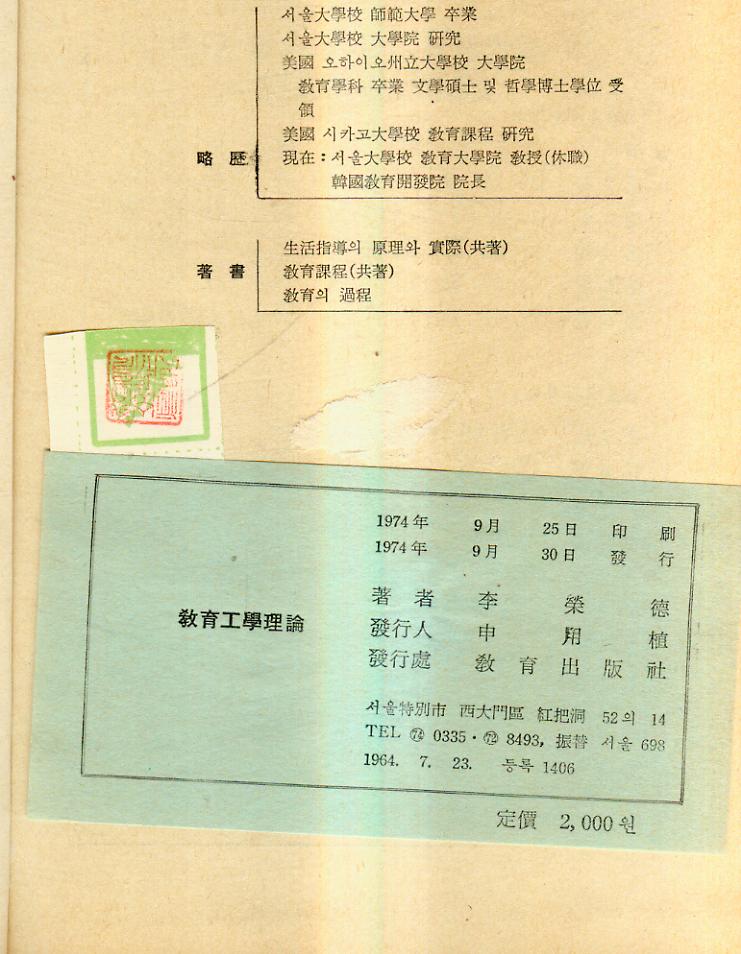 서울大學校 師範大學 卒業
서울大學校 大學院 研究
美國 오하이오州立大學校 大學院
敎育學科 卒業 文學碩士 및 哲學博士學位 受
領
美國 시카고大學校 敎育課程 研究
略 歷 現在 : 서울大學校 敎育大學院 敎授(休職)
韓國敎育開發院 院長
生活指導의 原理와 實際(共著)
著 書 敎育課程(共著)
敎育의 過程
1974年 9月 25日 印 刷
1974年 9月 30日 發 行
敎育工學理論
著 者 李 榮 德
發行人 申 用 植
發行處 敎 育 出 版 社
서울特別市 西大門區 紅把洞 52의 14
TEL ㉔ 0335 · ㉔ 8493, 振替 서울 698
1964. 7. 23. 등록 1406
定價 2,000원